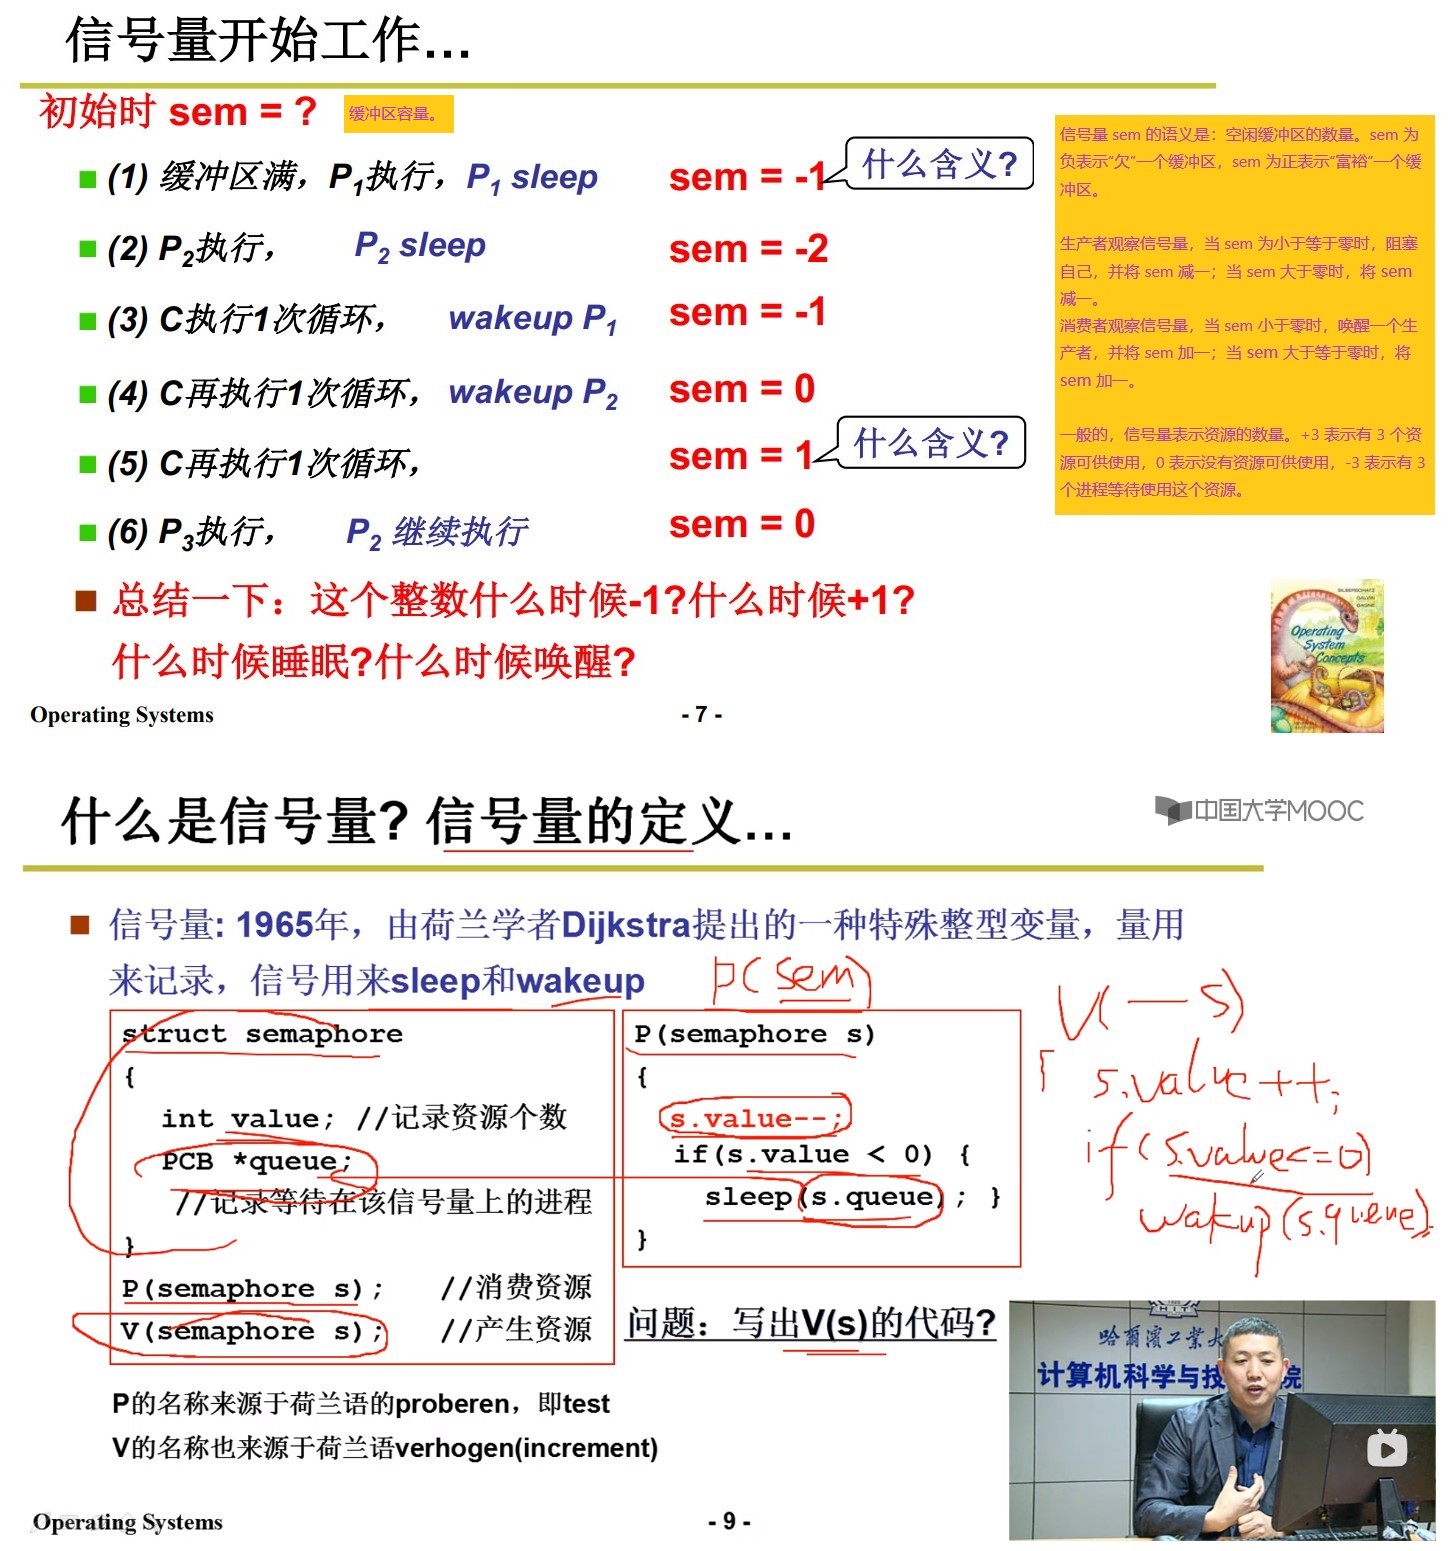 信号量开始工作...
初始时 sem = ?
缓冲区容量。
(1) 缓冲区满，P1执行，P1 sleep sem = -1
什么含义?
(2) P2执行， P2 sleep sem = -2
(3) C执行1次循环， wakeup P1 sem = -1
(4) C再执行1次循环， wakeup P2 sem = 0
(5) C再执行1次循环， sem = 1
什么含义?
(6) P3执行， P2 继续执行 sem = 0
总结一下：这个整数什么时候-1?什么时候+1?
什么时候睡眠?什么时候唤醒?
信号量 sem 的语义是：空闲缓冲区的数量。sem 为
负表示“欠”一个缓冲区，sem 为正表示“富裕”一个缓
冲区。
生产者观察信号量，当 sem 为小于等于零时，阻塞
自己，并将 sem 减一；当 sem 大于零时，将 sem
减一。
消费者观察信号量，当 sem 小于零时，唤醒一个生
产者，并将 sem 加一；当 sem 大于等于零时，将
sem 加一。
一般的，信号量表示资源的数量。+3 表示有 3 个资
源可供使用，0 表示没有资源可供使用，-3 表示有 3
个进程等待使用这个资源。
SILBERSCHATZ
GALVIN
GAGNE
Operating
System
Concepts
Operating Systems
- 7 -
什么是信号量? 信号量的定义...
中国大学MOOC
信号量: 1965年，由荷兰学者Dijkstra提出的一种特殊整型变量，量用
来记录，信号用来sleep和wakeup
P(sem)
struct semaphore
{
int value; //记录资源个数
PCB *queue;
//记录等待在该信号量上的进程
}
P(semaphore s); //消费资源
V(semaphore s); //产生资源
P(semaphore s)
{
s.value--;
if(s.value < 0) {
sleep(s.queue); }
}
V(— s)
s.value++;
if(s.value<=0)
wakup(s.queue);
问题：写出V(s)的代码?
P的名称来源于荷兰语的proberen，即test
V的名称也来源于荷兰语verhogen(increment)
哈尔滨工业大
计算机科学与技 院
Operating Systems
- 9 -